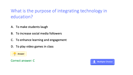 What is the purpose of integrating technology in
education?
A. To make students laugh
B. To increase social media followers
C. To enhance learning and engagement
D. To play video games in class
Correct answer: C